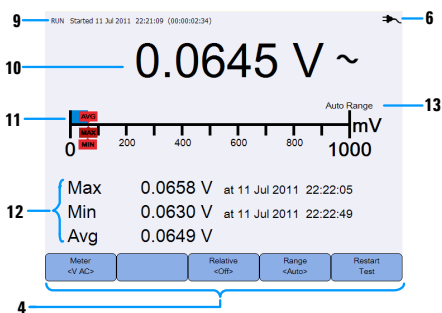 9 RUN Started 11 Jul 2011 22:21:09 (00:00:02:34) 6
10 0.0645 V ~
Auto Range 13
11 AVG
MAX
MIN
0 200 400 600 800 1000 mV
Max 0.0658 V at 11 Jul 2011 22:22:05
12 Min 0.0630 V at 11 Jul 2011 22:22:49
Avg 0.0649 V
Meter <V AC>
Relative <Off>
Range <Auto>
Restart Test
4